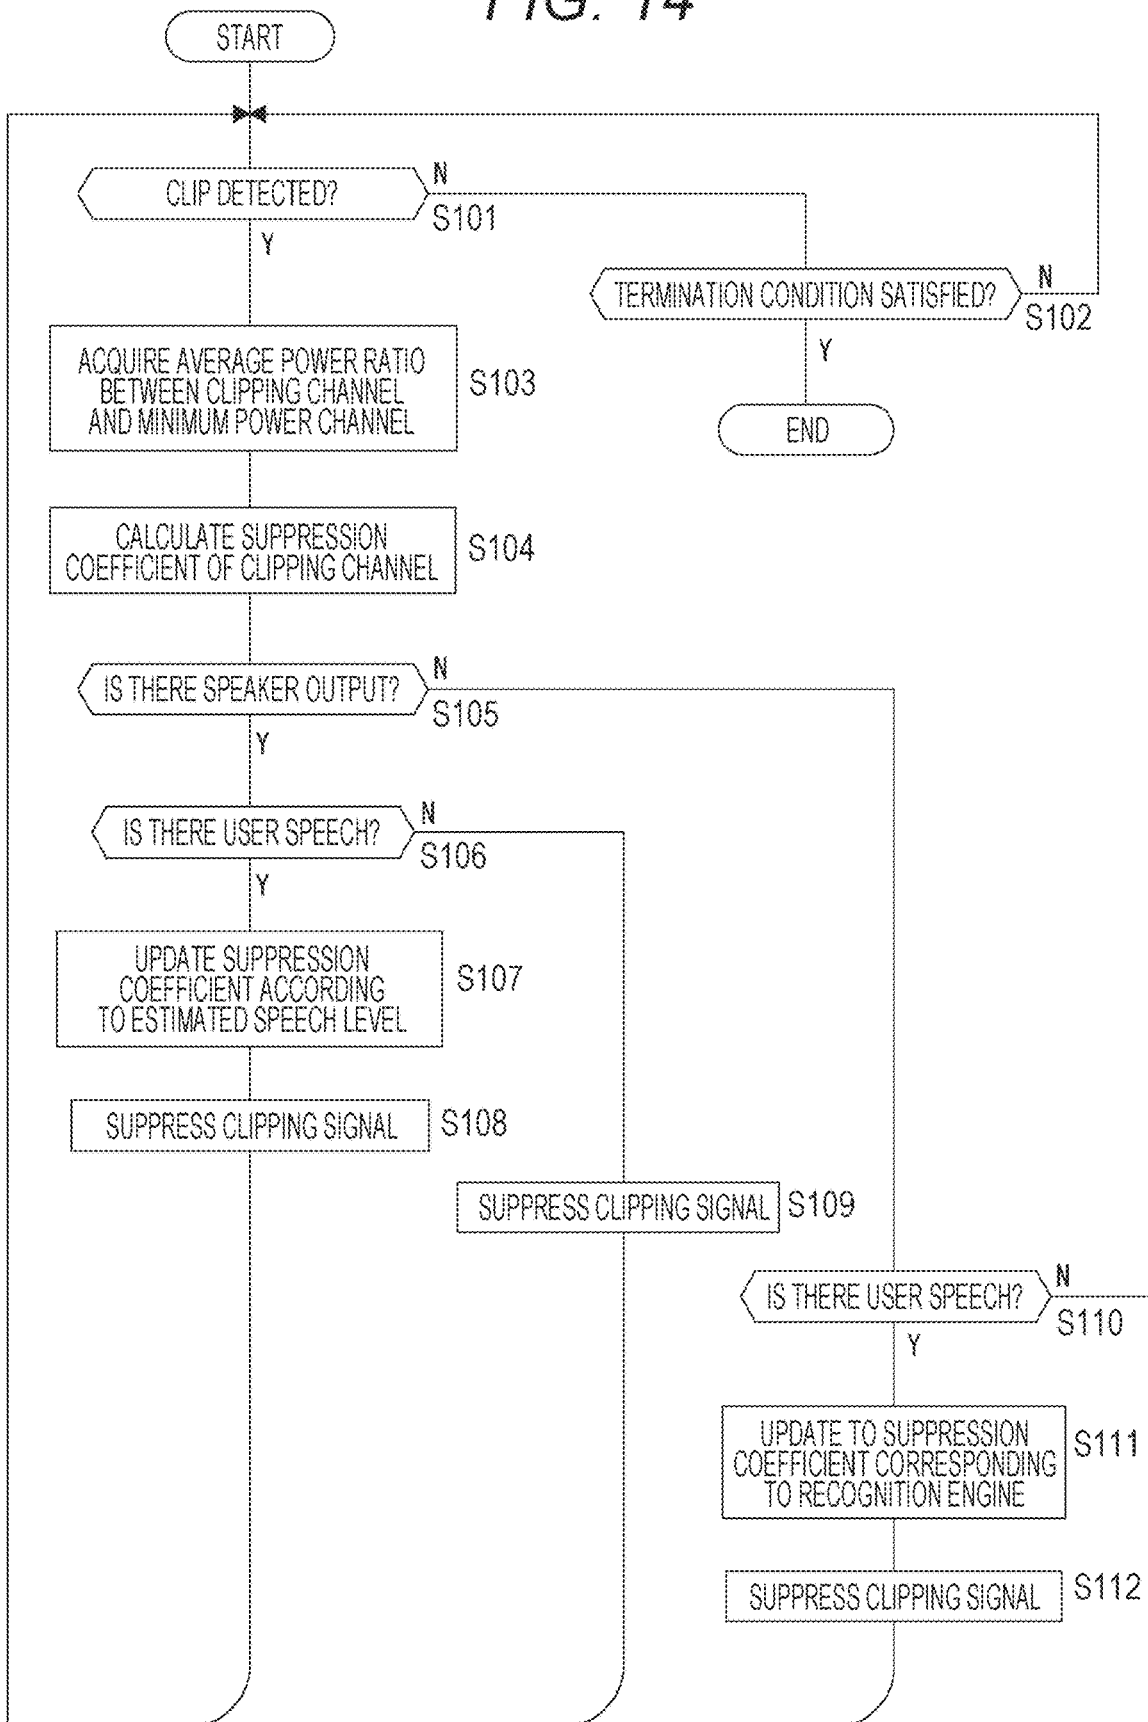 FIG. 14
START
CLIP DETECTED?
N
S101
Y
TERMINATION CONDITION SATISFIED?
N
S102
Y
END
ACQUIRE AVERAGE POWER RATIO
BETWEEN CLIPPING CHANNEL
AND MINIMUM POWER CHANNEL
S103
CALCULATE SUPPRESSION
COEFFICIENT OF CLIPPING CHANNEL
S104
IS THERE SPEAKER OUTPUT?
N
S105
Y
IS THERE USER SPEECH?
N
S106
Y
UPDATE SUPPRESSION
COEFFICIENT ACCORDING
TO ESTIMATED SPEECH LEVEL
S107
SUPPRESS CLIPPING SIGNAL
S108
SUPPRESS CLIPPING SIGNAL
S109
IS THERE USER SPEECH?
N
S110
Y
UPDATE TO SUPPRESSION
COEFFICIENT CORRESPONDING
TO RECOGNITION ENGINE
S111
SUPPRESS CLIPPING SIGNAL
S112